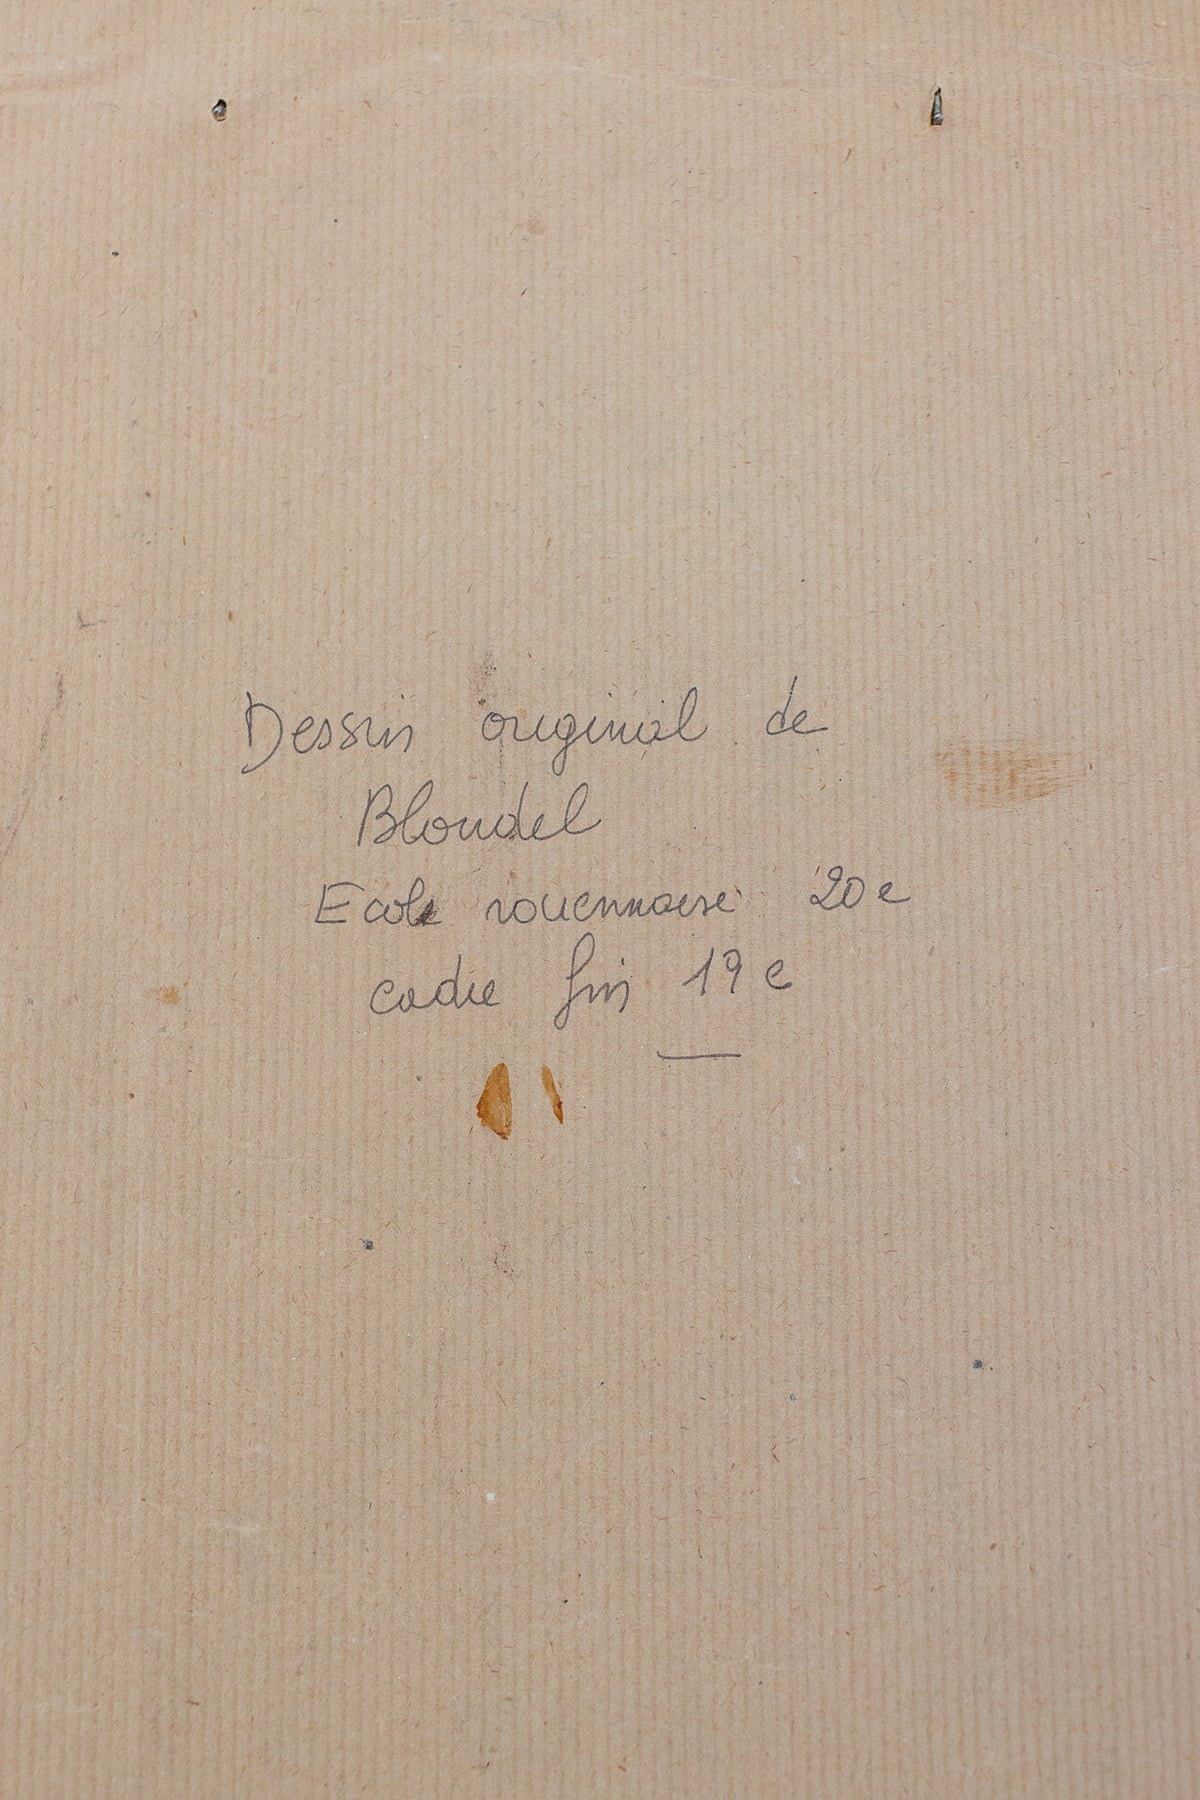 Dessin original de
Blondel
Ecole rouennaise 20e
cadre fin 19e